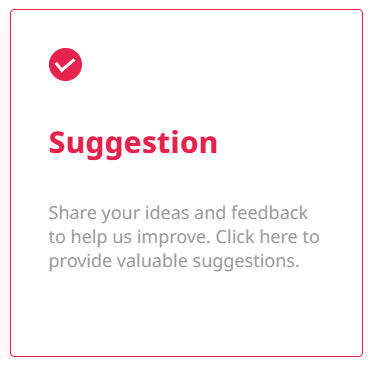 Suggestion
Share your ideas and feedback
to help us improve. Click here to
provide valuable suggestions.